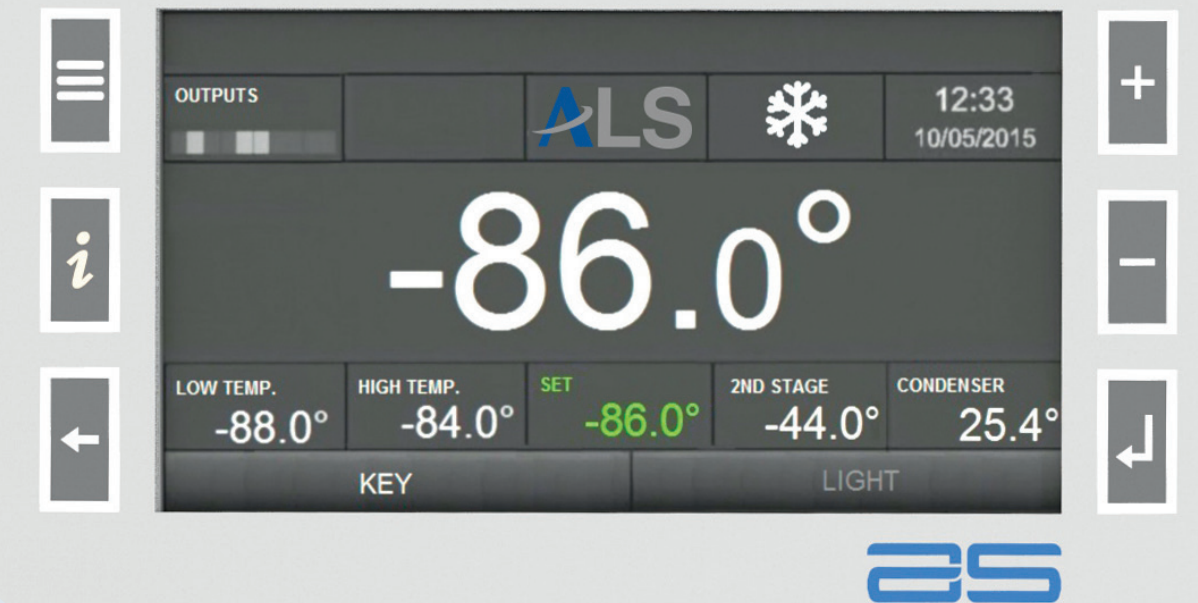 OUTPUTS
ALS
12:33
10/05/2015
-86.0°
LOW TEMP.
-88.0°
HIGH TEMP.
-84.0°
SET
-86.0°
2ND STAGE
-44.0°
CONDENSER
25.4°
KEY
LIGHT
i
+
-
as